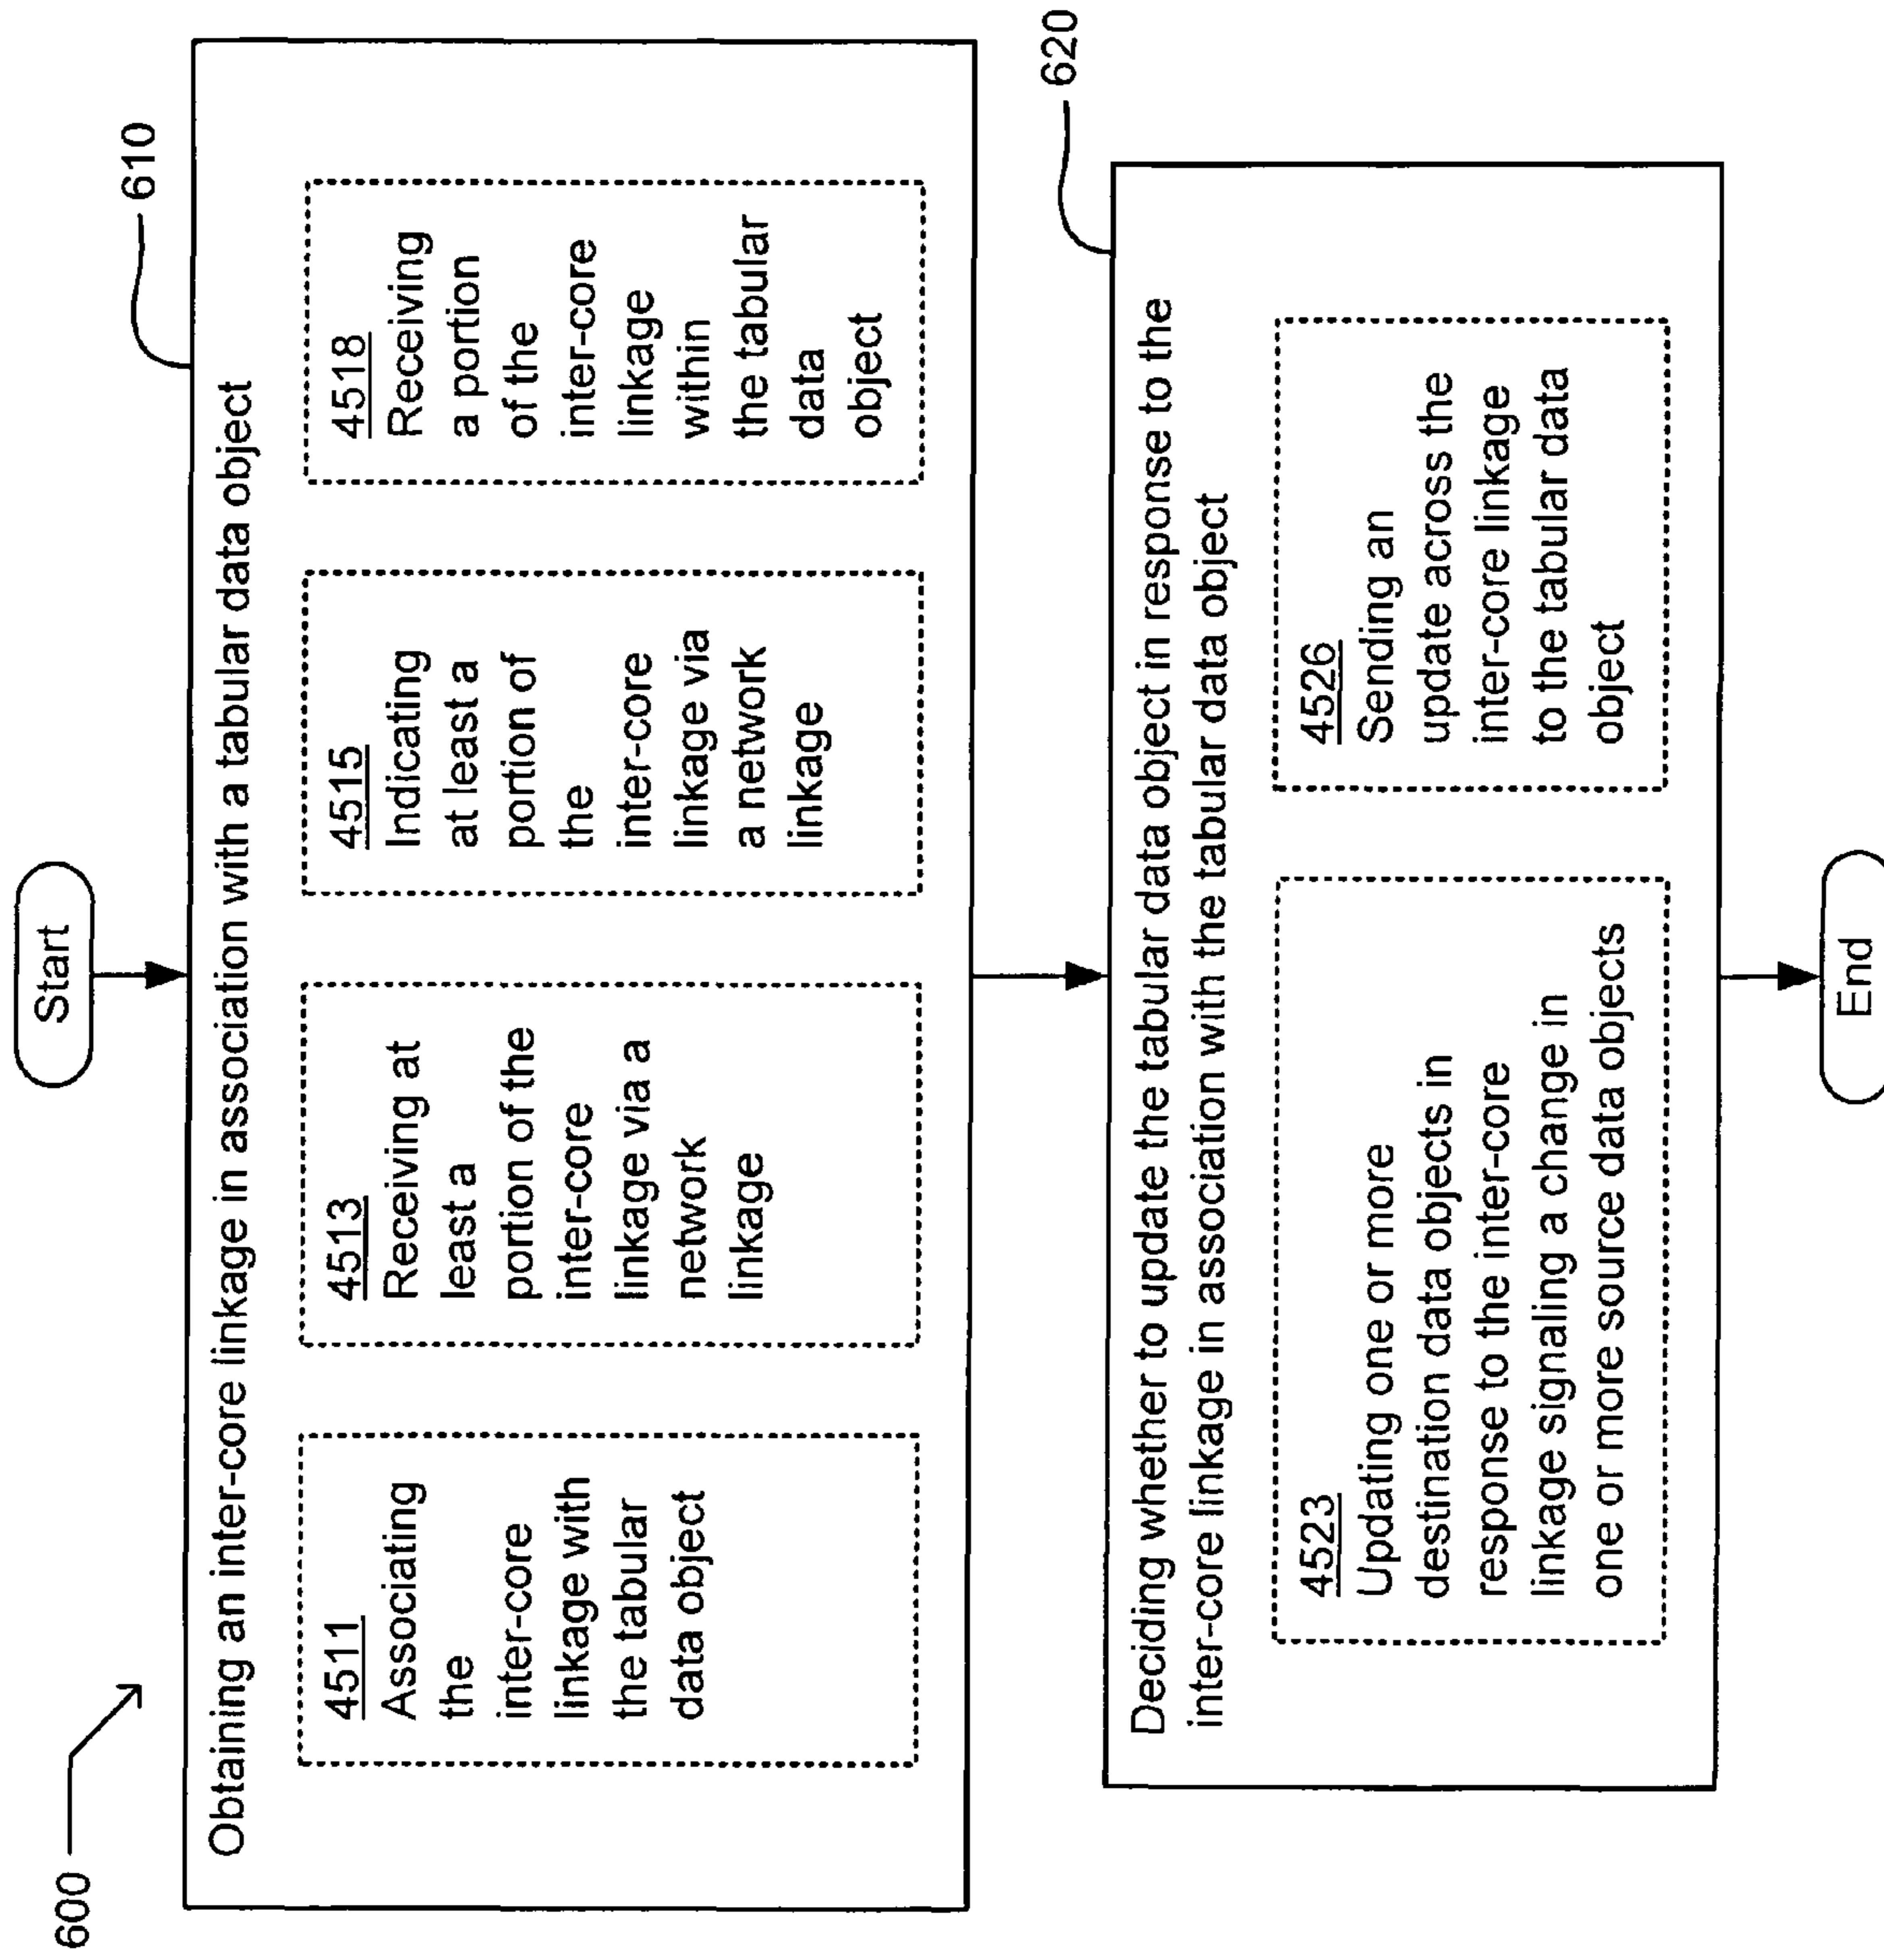 600
Start
610
Obtaining an inter-core linkage in association with a tabular data object
4511
Associating
the
inter-core
linkage with
the tabular
data object
4513
Receiving at
least a
portion of the
inter-core
linkage via a
network
linkage
4515
Indicating
at least a
portion of
the
inter-core
linkage via
a network
linkage
4518
Receiving
a portion
of the
inter-core
linkage
within
the tabular
data
object
620
Deciding whether to update the tabular data object in response to the
inter-core linkage in association with the tabular data object
4523
Updating one or more
destination data objects in
response to the inter-core
linkage signaling a change in
one or more source data objects
4526
Sending an
update across the
inter-core linkage
to the tabular data
object
End